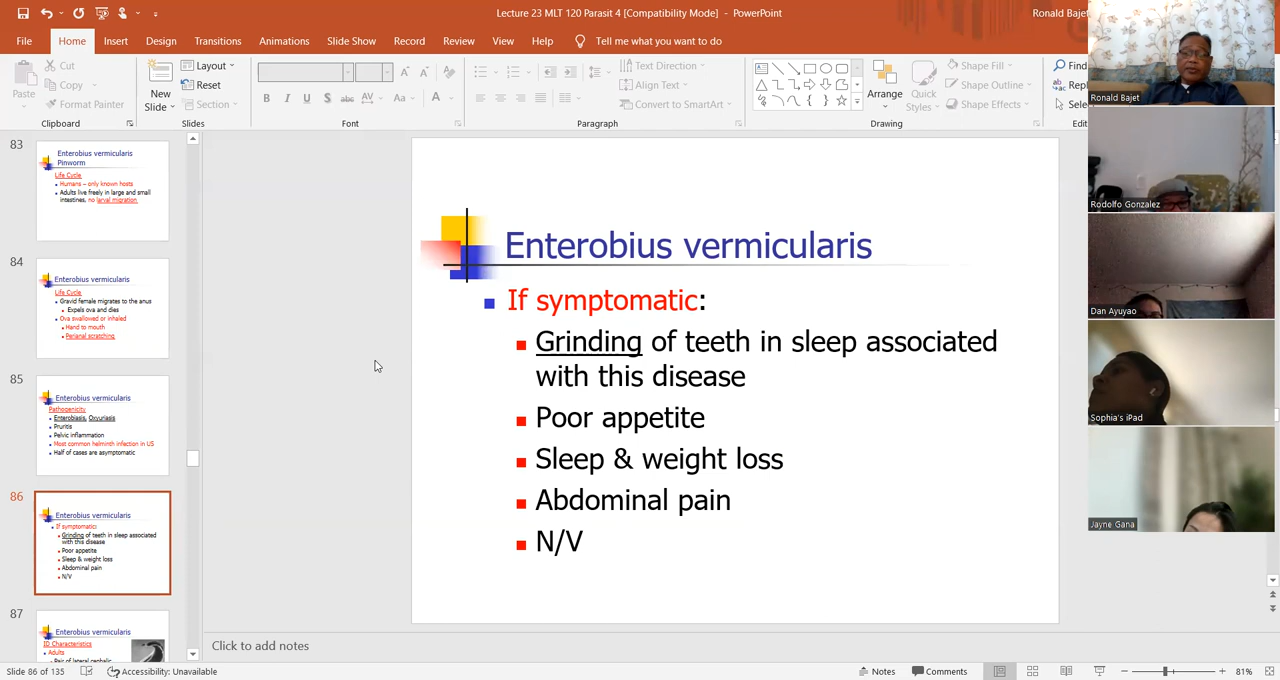 Lecture 23 MLT 120 Parasit 4 [Compatibility Mode] - PowerPoint
Ronald Bajet
File Home Insert Design Transitions Animations Slide Show Record Review View Help Tell me what you want to do
Paste
Cut
Copy
Format Painter
Clipboard
New Slide
Layout
Reset
Section
Slides
B I U S abc AV Aa A
Font
Text Direction
Align Text
Convert to SmartArt
Paragraph
Arrange
Quick Styles
Shape Fill
Shape Outline
Shape Effects
Drawing
Find
Repl
Sele
Edit
83
Enterobius vermicularis
Pinworm
Life Cycle
Humans – only known hosts
Adults live freely in large and small
intestines, no larval migration
84
Enterobius vermicularis
Life Cycle
Gravid female migrates to the anus
Expels ova and dies
Ova swallowed or inhaled
Hand to mouth
Perianal scratching
85
Enterobius vermicularis
Pathogenicity
Enterobiasis, Oxyuriasis
Pruritis
Pelvic inflammation
Most common helminth infection in US
Half of cases are asymptomatic
86
Enterobius vermicularis
If symptomatic:
Grinding of teeth in sleep associated
with this disease
Poor appetite
Sleep & weight loss
Abdominal pain
N/V
87
Enterobius vermicularis
ID Characteristics
Adults
Pair of lateral cephalic
Enterobius vermicularis
If symptomatic:
Grinding of teeth in sleep associated
with this disease
Poor appetite
Sleep & weight loss
Abdominal pain
N/V
Ronald Bajet
Rodolfo Gonzalez
Dan Ayuyao
Sophia's iPad
Jayne Gana
Click to add notes
Slide 86 of 135
Accessibility: Unavailable
Notes
Comments
81%